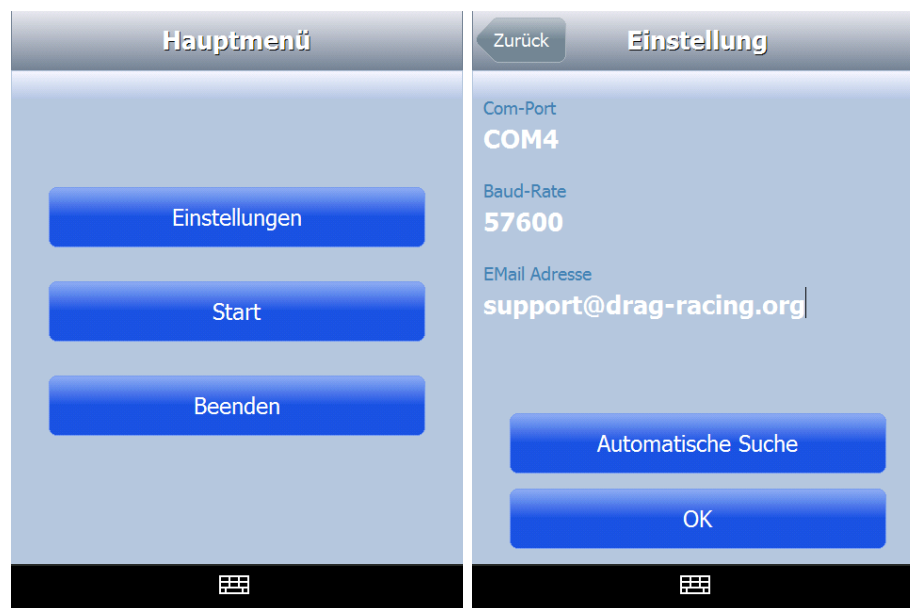 Hauptmenü
Einstellungen
Start
Beenden
Zurück
Einstellung
Com-Port
COM4
Baud-Rate
57600
EMail Adresse
support@drag-racing.org
Automatische Suche
OK